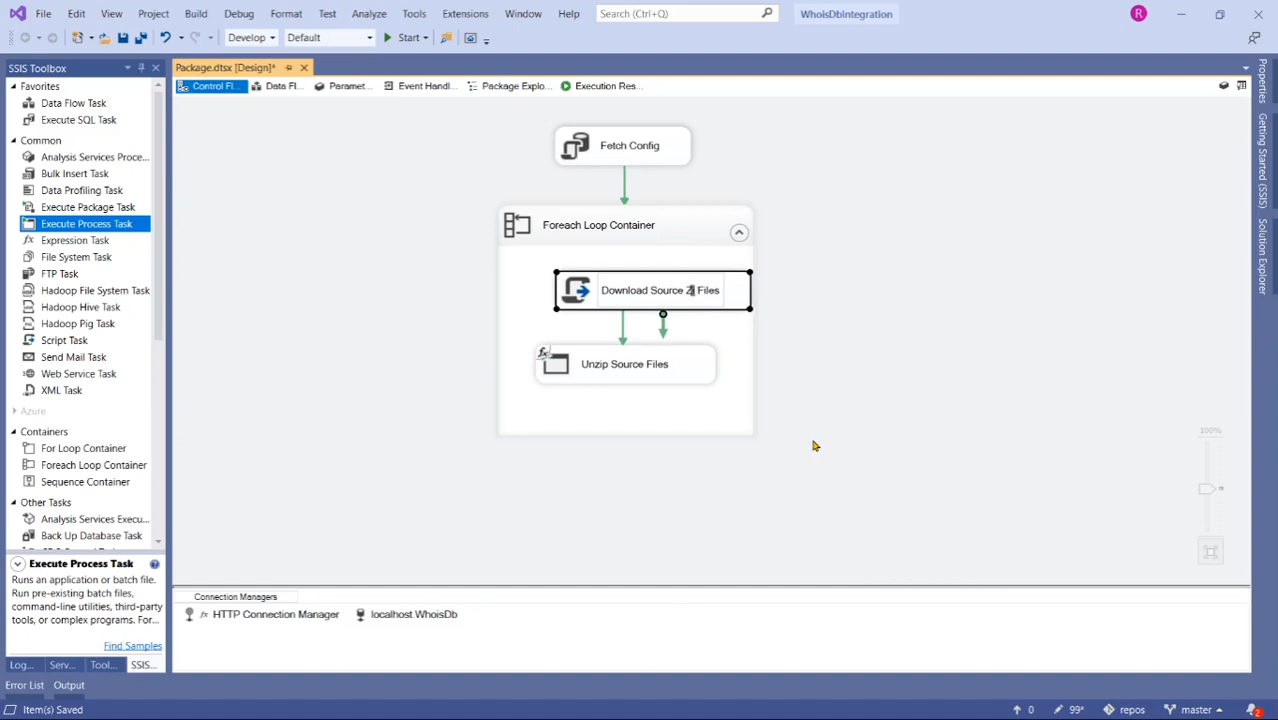 File Edit View Git Project Build Debug Format Test Analyze Tools Extensions Window Help Search (Ctrl+Q) WhoisDbIntegration R
Develop Default Start
SSIS Toolbox
Package.dtsx [Design]*
Favorites
Control Fl... Data Fl... Paramet... Event Handl... Package Explo... Execution Res...
Data Flow Task
Execute SQL Task
Common
Analysis Services Proce...
Bulk Insert Task
Data Profiling Task
Execute Package Task
Execute Process Task
fx Expression Task
File System Task
FTP Task
Hadoop File System Task
Hadoop Hive Task
Hadoop Pig Task
Script Task
Send Mail Task
Web Service Task
XML Task
Azure
Containers
For Loop Container
Foreach Loop Container
Sequence Container
Other Tasks
Analysis Services Execu...
Back Up Database Task
Execute Process Task
Runs an application or batch file.
Run pre-existing batch files,
command-line utilities, third-party
tools, or complex programs. Fo...
Find Samples
Log... Serv... Tool... SSIS...
Fetch Config
Foreach Loop Container
Download Source Files
fx
Unzip Source Files
100%
Connection Managers
fx HTTP Connection Manager localhost.WhoisDb
Properties
Getting Started (SSIS)
Solution Explorer
Error List Output
Item(s) Saved 0 99* repos master 2